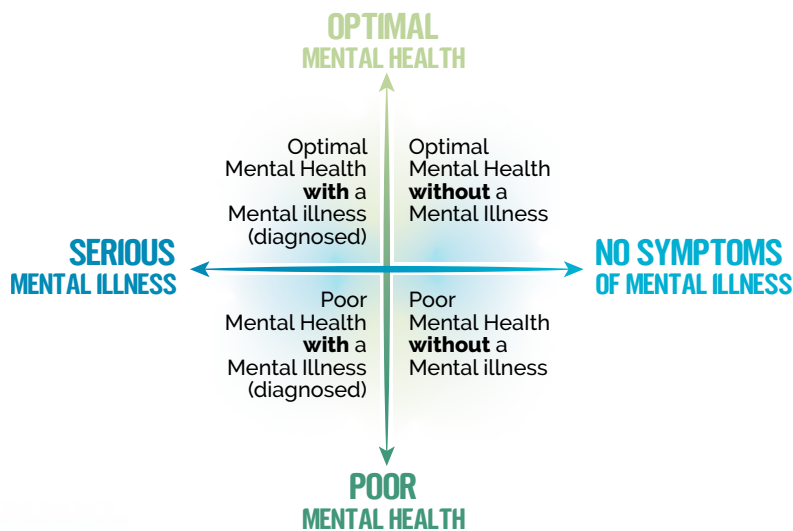 OPTIMAL
MENTAL HEALTH
Optimal
Mental Health
with a
Mental illness
(diagnosed)
Optimal
Mental Health
without a
Mental Illness
SERIOUS
MENTAL ILLNESS
NO SYMPTOMS
OF MENTAL ILLNESS
Poor
Mental Health
with a
Mental Illness
(diagnosed)
Poor
Mental Health
without a
Mental illness
POOR
MENTAL HEALTH